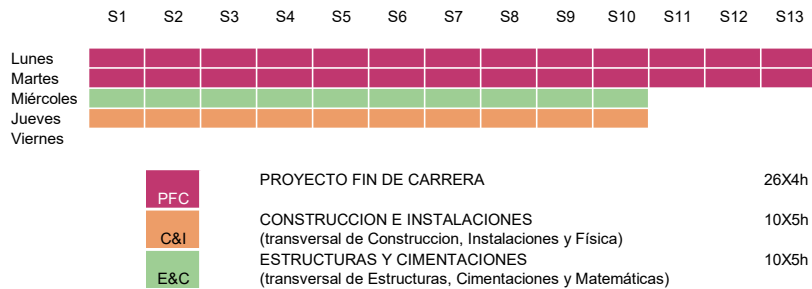 S1 S2 S3 S4 S5 S6 S7 S8 S9 S10 S11 S12 S13
Lunes
Martes
Miércoles
Jueves
Viernes
PROYECTO FIN DE CARRERA 26X4h
PFC
CONSTRUCCION E INSTALACIONES 10X5h
C&I (transversal de Construccion, Instalaciones y Física)
ESTRUCTURAS Y CIMENTACIONES 10X5h
E&C (transversal de Estructuras, Cimentaciones y Matemáticas)